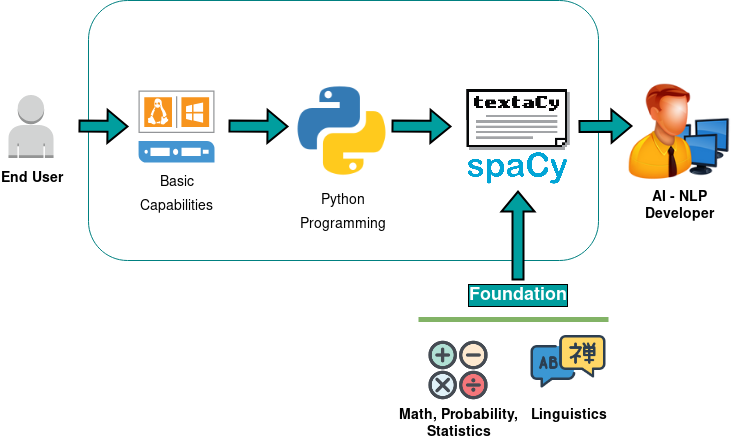 End User
Basic
Capabilities
Python
Programming
textaCy
spaCy
AI - NLP
Developer
Foundation
AB
禅
Math, Probability,
Statistics
Linguistics